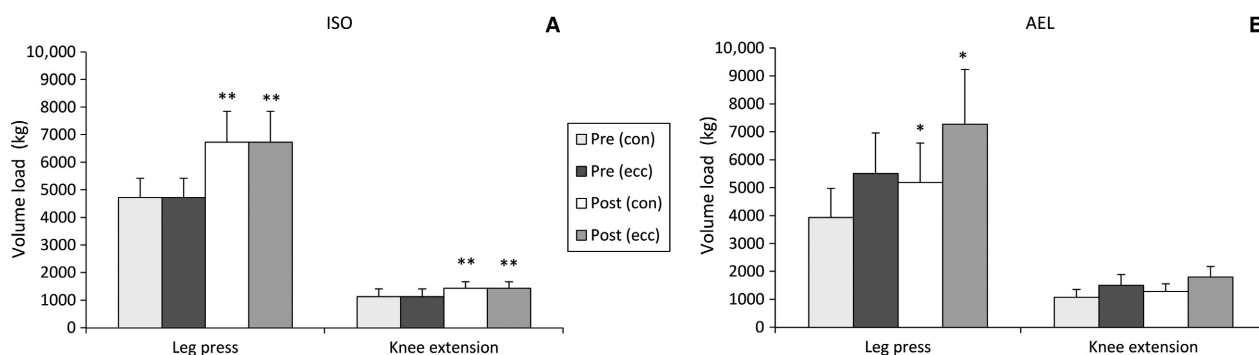 ISO
A
10,000
9000
8000
7000
6000
5000
4000
3000
2000
1000
0
Volume load (kg)
** **
** **
Leg press Knee extension
Pre (con)
Pre (ecc)
Post (con)
Post (ecc)
AEL
B
10,000
9000
8000
7000
6000
5000
4000
3000
2000
1000
0
Volume load (kg)
*
*
Leg press Knee extension